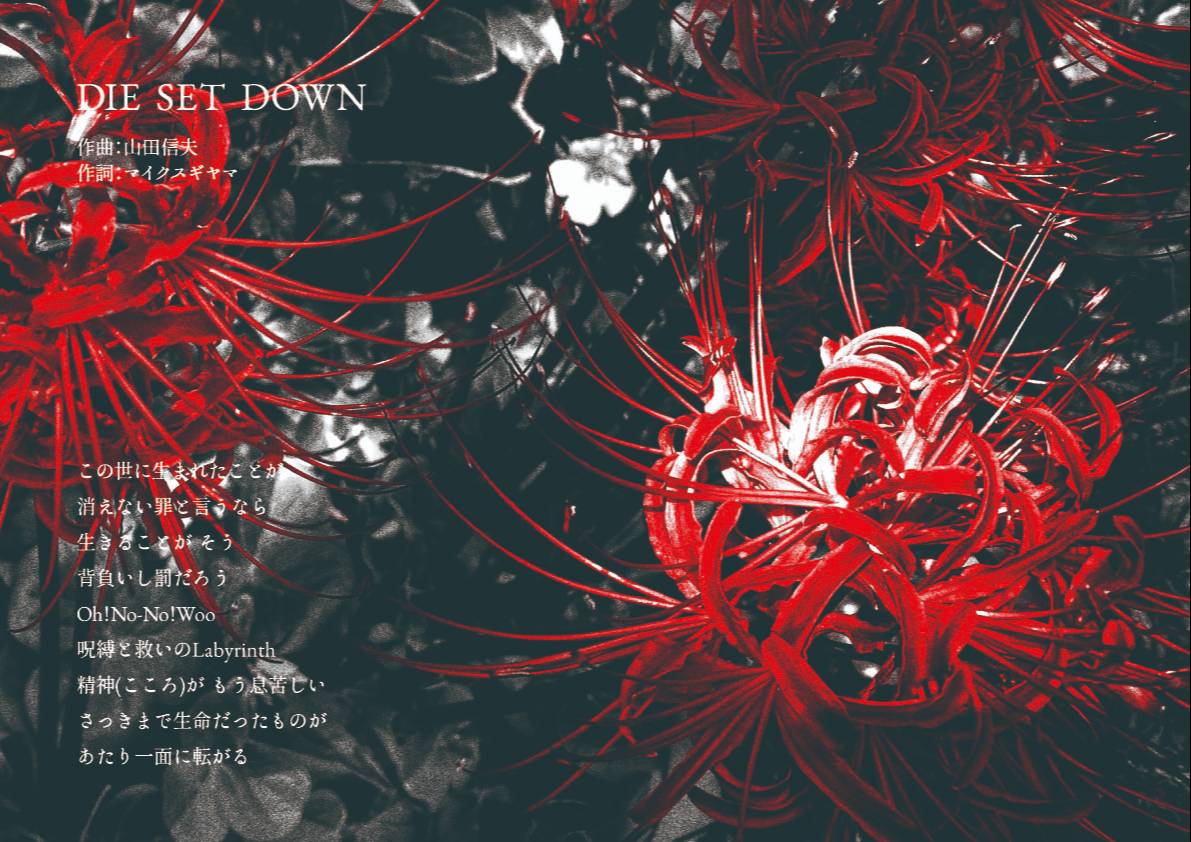 DIE SET DOWN
作曲：山田信夫
作詞：マイクスギヤマ
この世に生まれたことが
消えない罪と言うなら
生きることが そう
背負いし罰だろう
Oh!No-No!Woo
呪縛と救いのLabyrinth
精神(こころ)が もう息苦しい
さっきまで生命だったものが
あたり一面に転がる